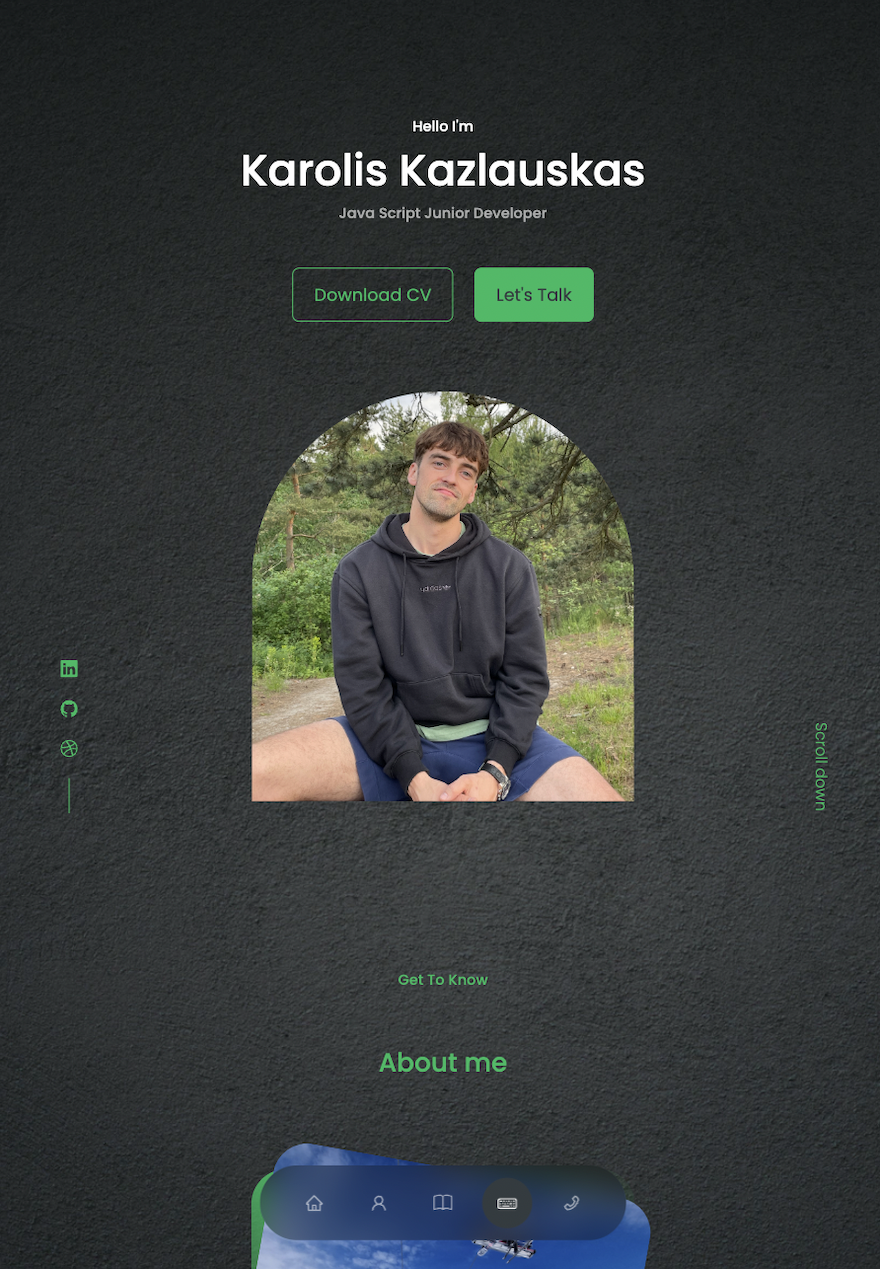 Hello I'm
Karolis Kazlauskas
Java Script Junior Developer
Download CV
Let's Talk
Scroll down
Get To Know
About me